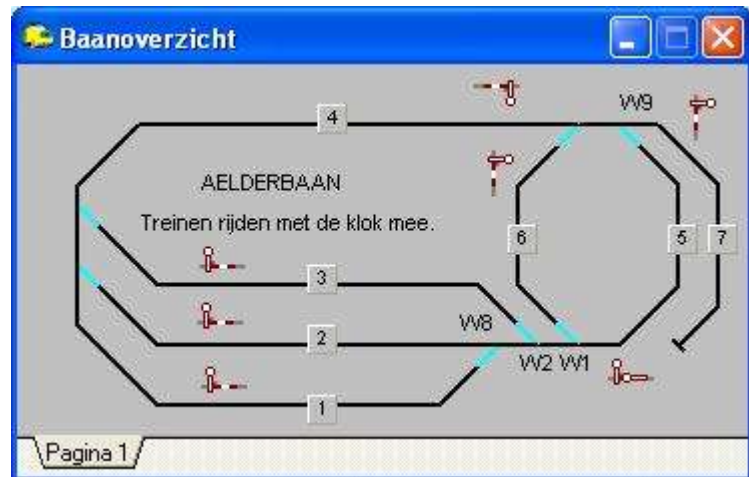 Baanoverzicht
4
W9
AELDERBAAN
Treinen rijden met de klok mee.
6
5
7
3
W8
2
W2 W1
1
Pagina 1